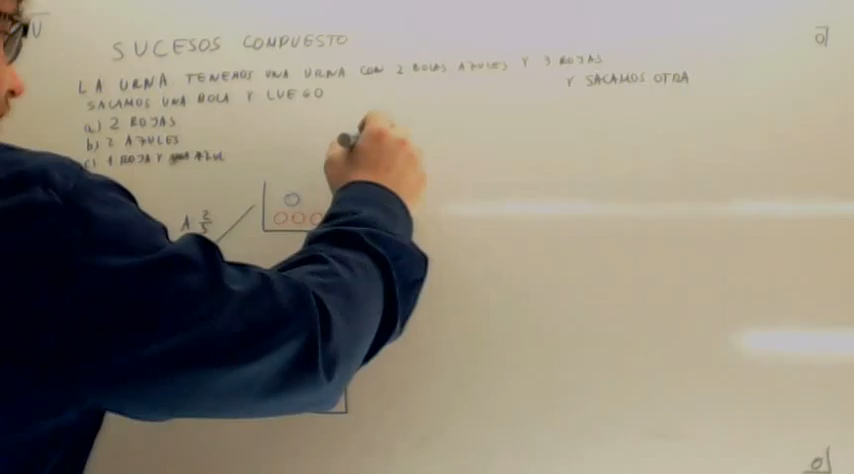 SUCESOS COMPUESTO
LA URNA TENEMOS UNA URNA CON 2 BOLAS AZULES Y 3 ROJAS
SACAMOS UNA BOLA Y LUEGO Y SACAMOS OTRA
a) 2 ROJAS
b) 2 AZULES
c) 1 ROJA Y AZUL
A 2/5